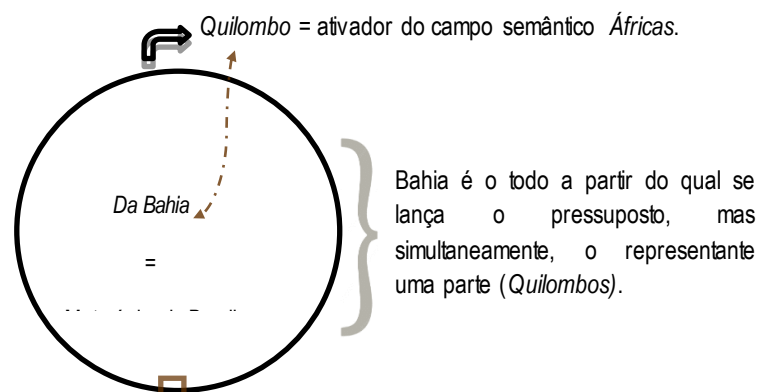 Quilombo = ativador do campo semântico Áfricas.
Da Bahia
=
Bahia é o todo a partir do qual se
lança o pressuposto, mas
simultaneamente, o representante
uma parte (Quilombos).